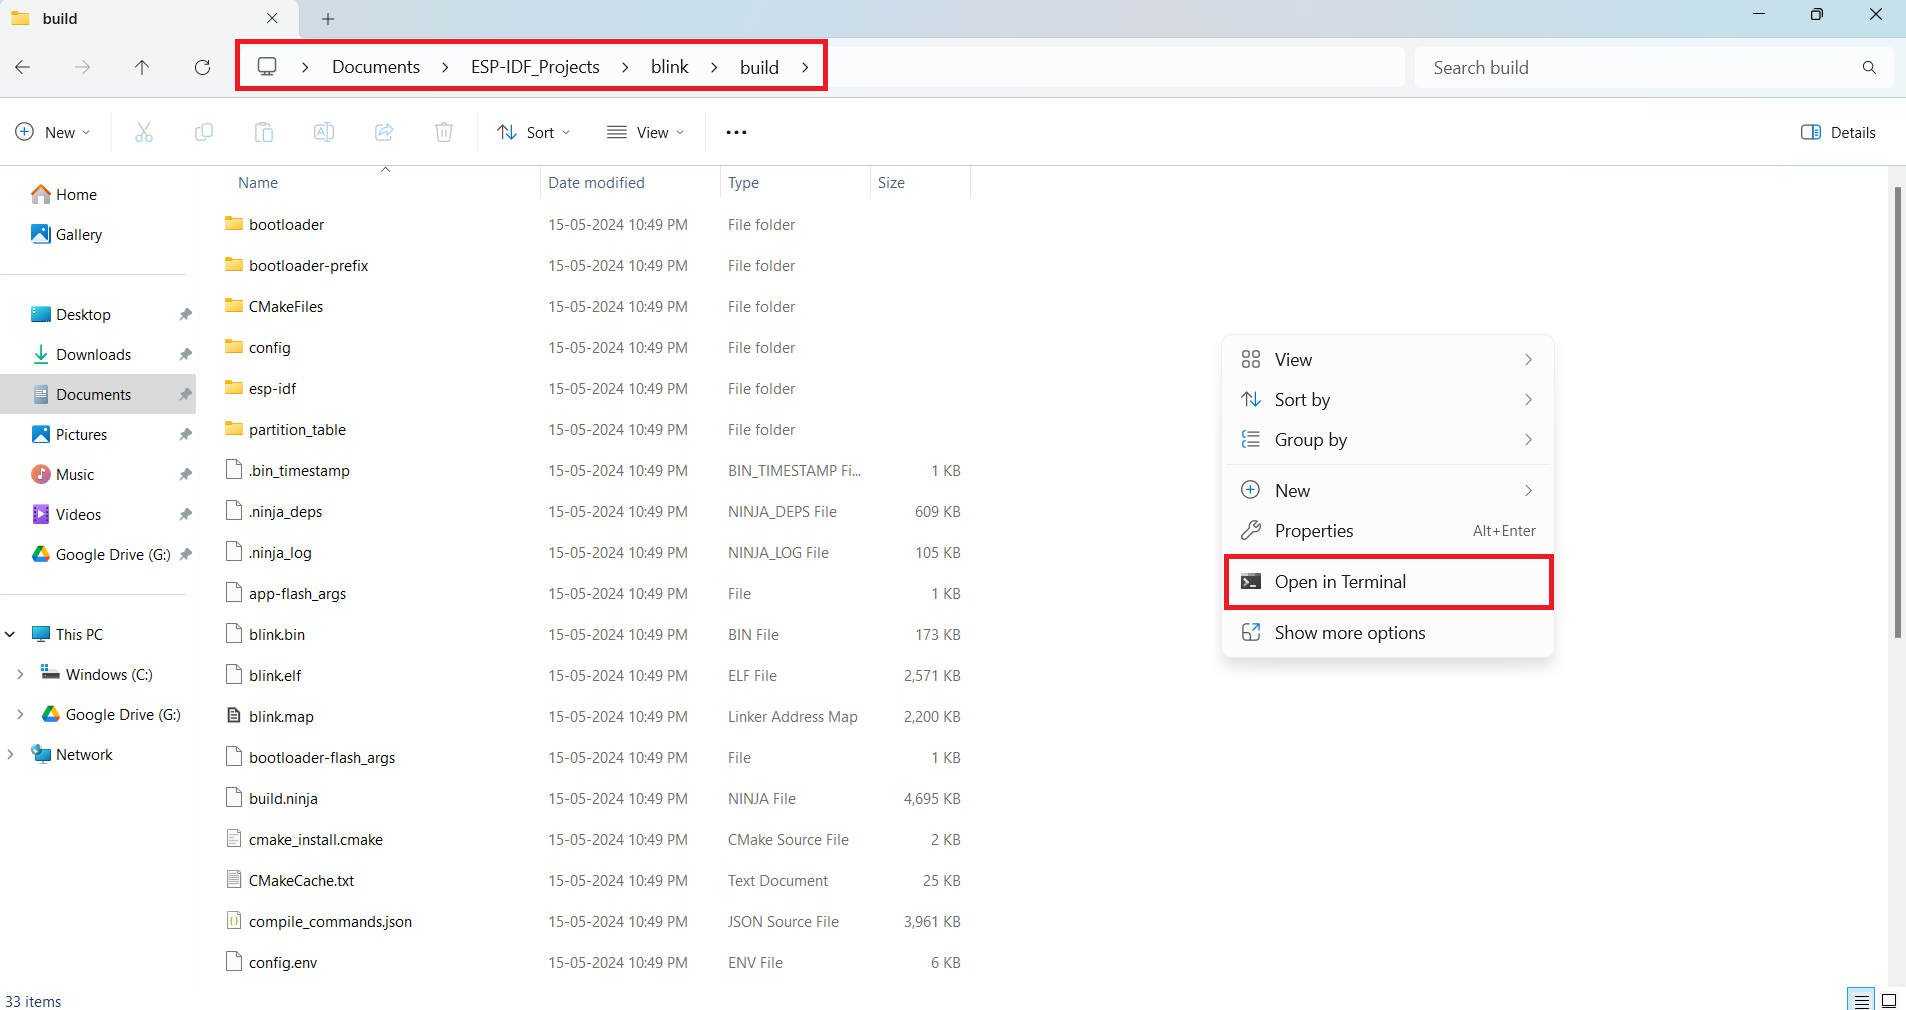 build
Documents > ESP-IDF_Projects > blink > build >
Search build
New
Sort
View
Details
Home
Gallery
Desktop
Downloads
Documents
Pictures
Music
Videos
Google Drive (G:)
This PC
Windows (C:)
Google Drive (G:)
Network
Name Date modified Type Size
bootloader 15-05-2024 10:49 PM File folder
bootloader-prefix 15-05-2024 10:49 PM File folder
CMakeFiles 15-05-2024 10:49 PM File folder
config 15-05-2024 10:49 PM File folder
esp-idf 15-05-2024 10:49 PM File folder
partition_table 15-05-2024 10:49 PM File folder
.bin_timestamp 15-05-2024 10:49 PM BIN_TIMESTAMP Fi... 1 KB
.ninja_deps 15-05-2024 10:49 PM NINJA_DEPS File 609 KB
.ninja_log 15-05-2024 10:49 PM NINJA_LOG File 105 KB
app-flash_args 15-05-2024 10:49 PM File 1 KB
blink.bin 15-05-2024 10:49 PM BIN File 173 KB
blink.elf 15-05-2024 10:49 PM ELF File 2,571 KB
blink.map 15-05-2024 10:49 PM Linker Address Map 2,200 KB
bootloader-flash_args 15-05-2024 10:49 PM File 1 KB
build.ninja 15-05-2024 10:49 PM NINJA File 4,695 KB
cmake_install.cmake 15-05-2024 10:49 PM CMake Source File 2 KB
CMakeCache.txt 15-05-2024 10:49 PM Text Document 25 KB
compile_commands.json 15-05-2024 10:49 PM JSON Source File 3,961 KB
config.env 15-05-2024 10:49 PM ENV File 6 KB
View
Sort by
Group by
New
Properties Alt+Enter
Open in Terminal
Show more options
33 items